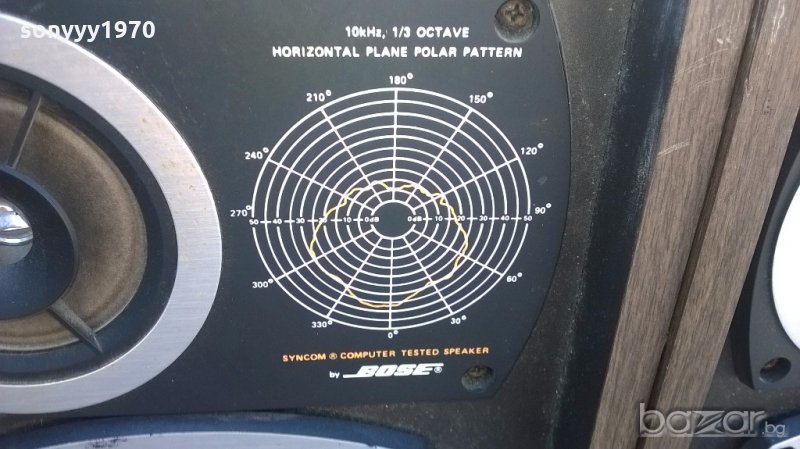 sonyyy1970
10kHz, 1/3 OCTAVE
HORIZONTAL PLANE POLAR PATTERN
180°
210° 150°
240° 120°
270° 50 40 30 20 10 0dB 0dB 10 20 30 40 50 90°
300° 60°
330° 30°
0°
SYNCOM ® COMPUTER TESTED SPEAKER
by BOSE®
bazar.bg